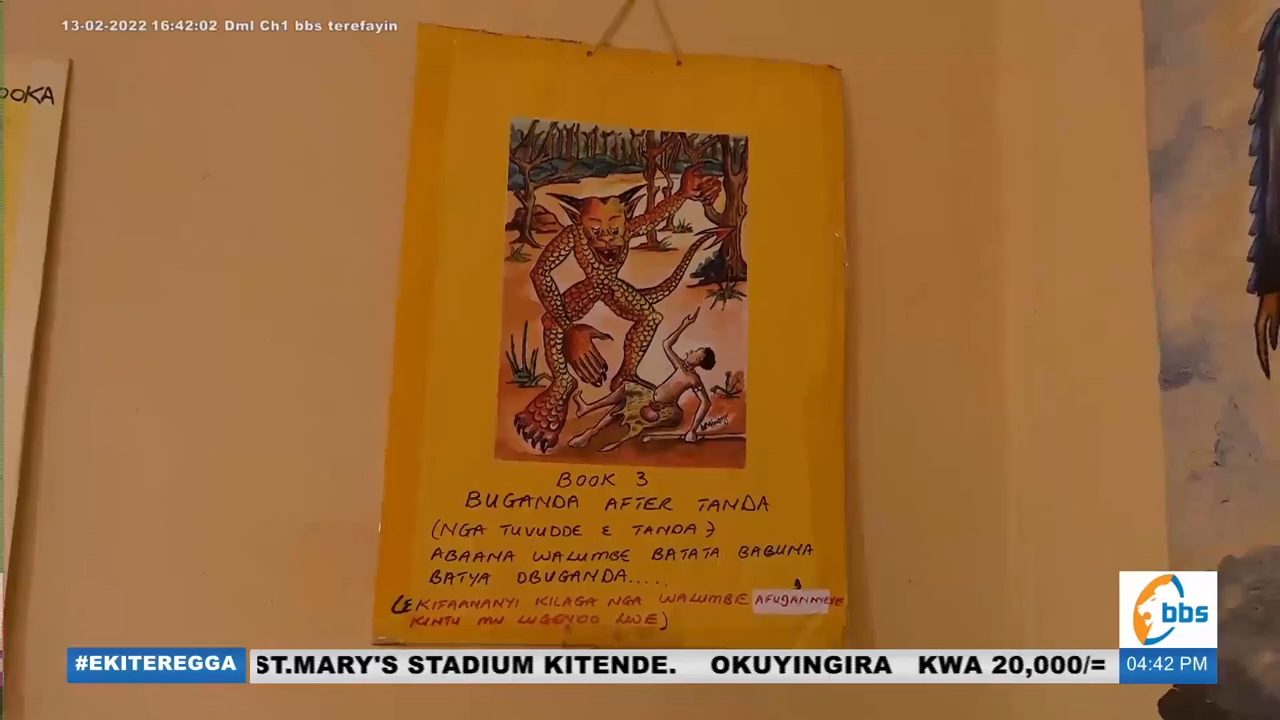 13-02-2022 16:42:02 Dml Ch1 bbs terefayin
OOKA
BOOK 3
BUGANDA AFTER TANDA
(NGA TUVUDDE E TANDA)
ABAANA WALUMBE BATATA BABUNA
BATYA OBUGANDA.....
(EKIFAANANYI KILAGA NGA WALUMBE AFUGANNYEYE
KINTU MU LUGEYOO LWE)
bbs
#EKITEREGGA
ST.MARY'S STADIUM KITENDE. OKUYINGIRA KWA 20,000/=
04:42 PM